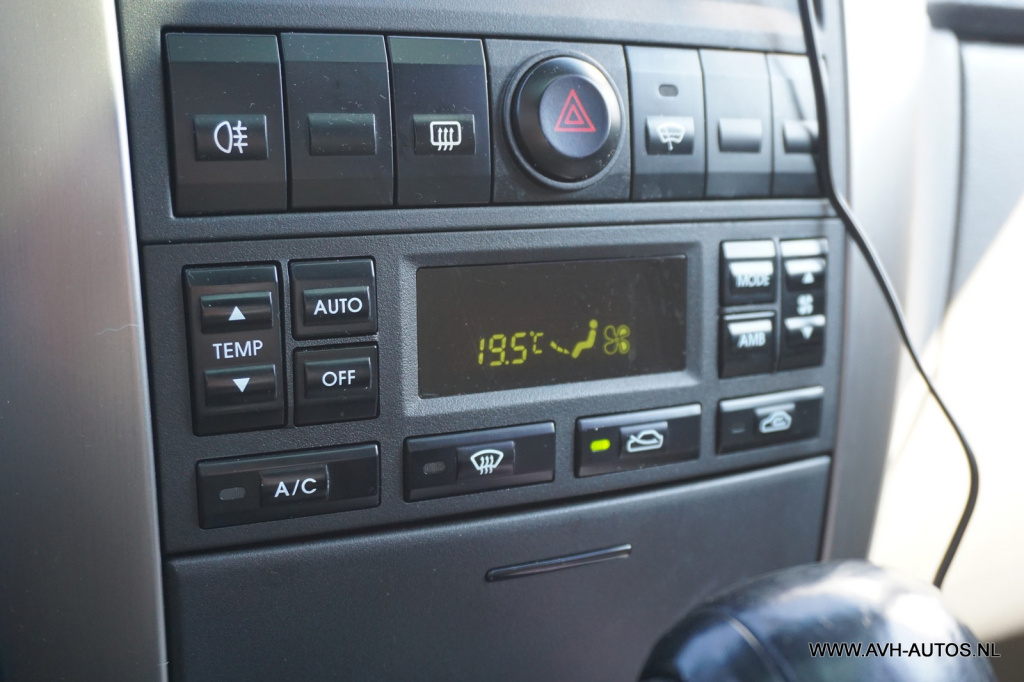 AUTO
TEMP
OFF
A/C
19.5°C
MODE
AMB
WWW.AVH-AUTOS.NL